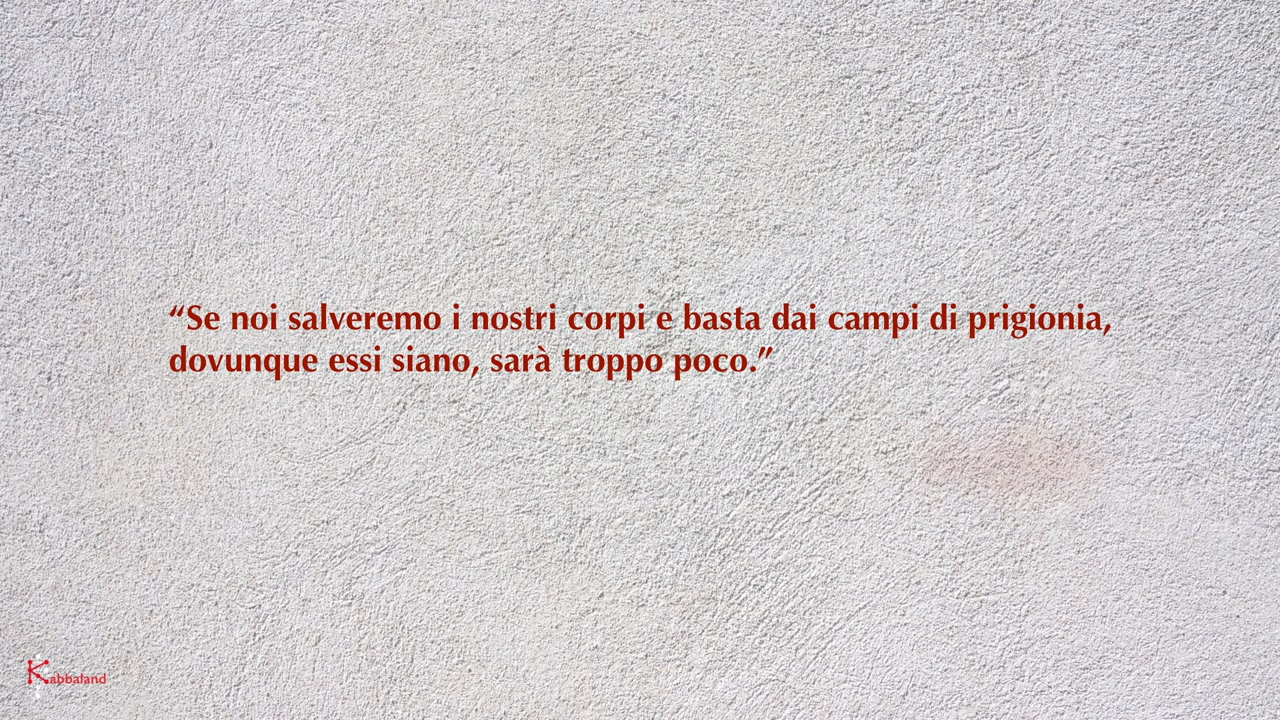 “Se noi salveremo i nostri corpi e basta dai campi di prigionia,
dovunque essi siano, sarà troppo poco.”
Kabbaland